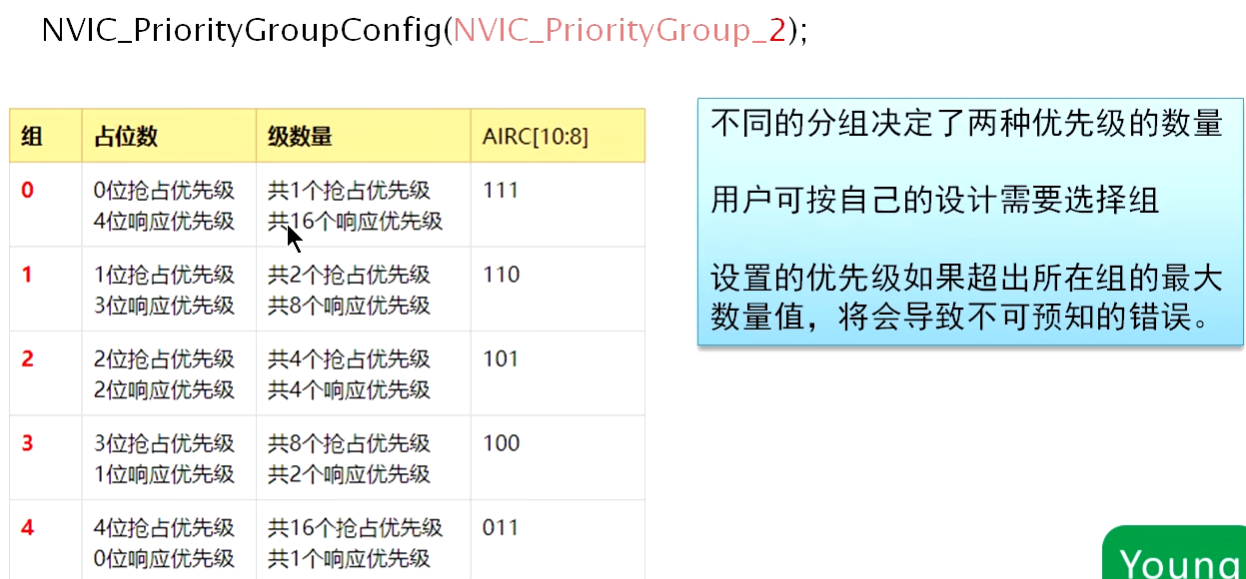 NVIC_PriorityGroupConfig(NVIC_PriorityGroup_2);
组 占位数 级数量 AIRC[10:8]
0 0位抢占优先级 共1个抢占优先级 111
4位响应优先级 共16个响应优先级
1 1位抢占优先级 共2个抢占优先级 110
3位响应优先级 共8个响应优先级
2 2位抢占优先级 共4个抢占优先级 101
2位响应优先级 共4个响应优先级
3 3位抢占优先级 共8个抢占优先级 100
1位响应优先级 共2个响应优先级
4 4位抢占优先级 共16个抢占优先级 011
0位响应优先级 共1个响应优先级
不同的分组决定了两种优先级的数量
用户可按自己的设计需要选择组
设置的优先级如果超出所在组的最大
数量值，将会导致不可预知的错误。
Young